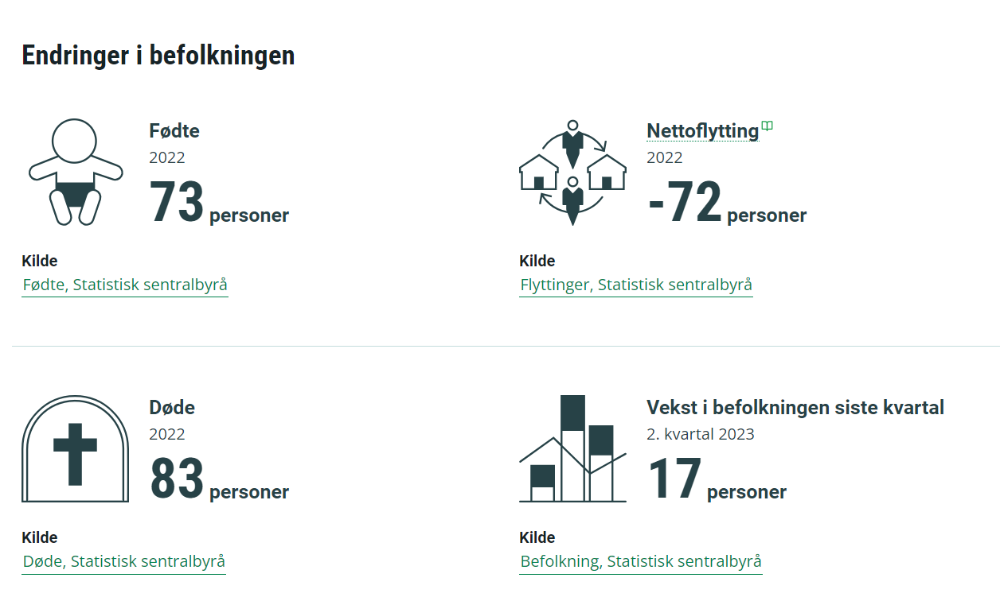 Endringer i befolkningen
Fødte
2022
73 personer
Kilde
Fødte, Statistisk sentralbyrå
Nettoflytting
2022
-72 personer
Kilde
Flyttinger, Statistisk sentralbyrå
Døde
2022
83 personer
Kilde
Døde, Statistisk sentralbyrå
Vekst i befolkningen siste kvartal
2. kvartal 2023
17 personer
Kilde
Befolkning, Statistisk sentralbyrå